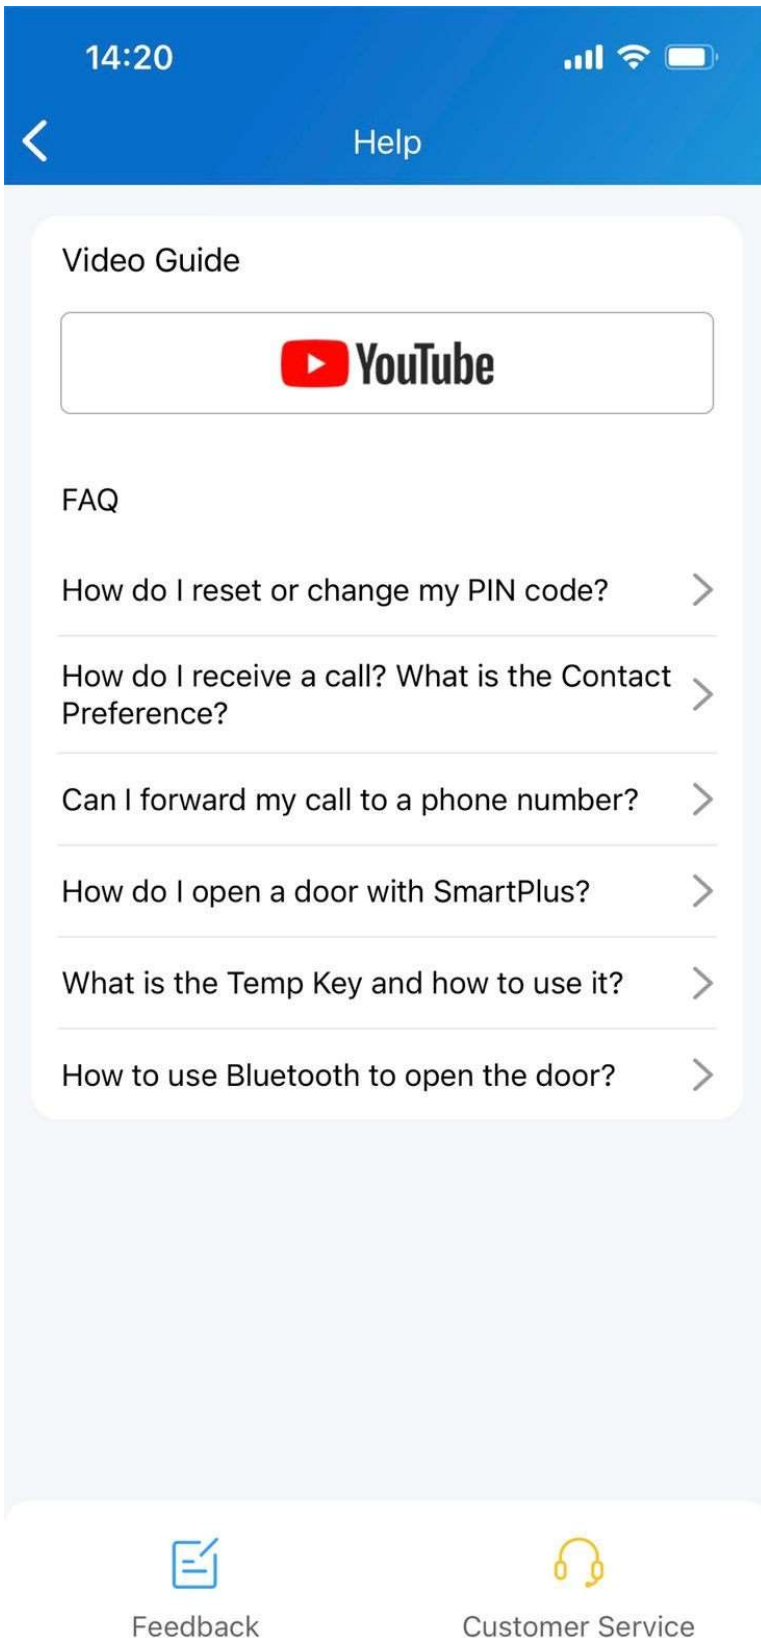 14:20
Help
Video Guide
YouTube
FAQ
How do I reset or change my PIN code?
How do I receive a call? What is the Contact
Preference?
Can I forward my call to a phone number?
How do I open a door with SmartPlus?
What is the Temp Key and how to use it?
How to use Bluetooth to open the door?
Feedback
Customer Service